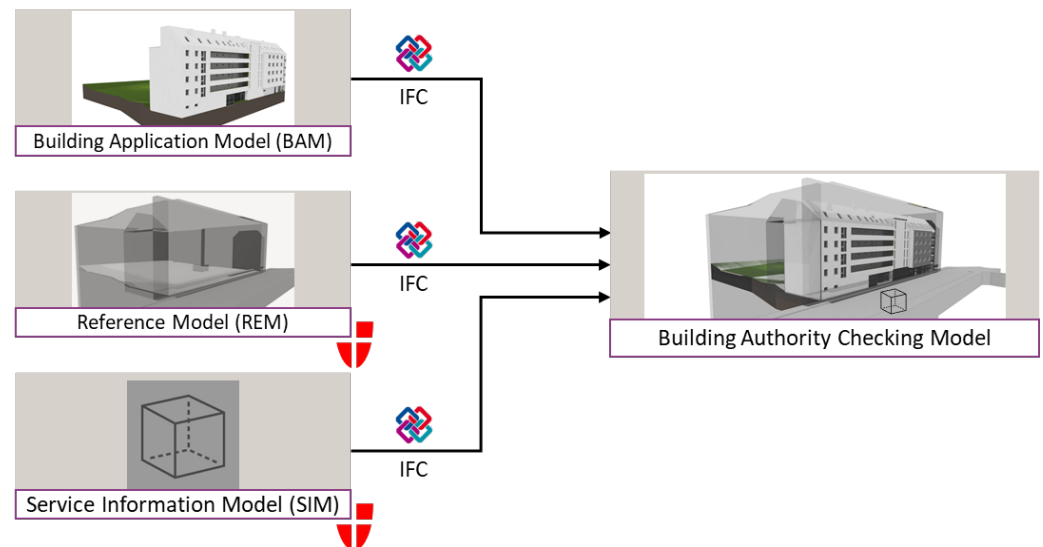 IFC
Building Application Model (BAM)
IFC
Reference Model (REM)
Building Authority Checking Model
IFC
Service Information Model (SIM)